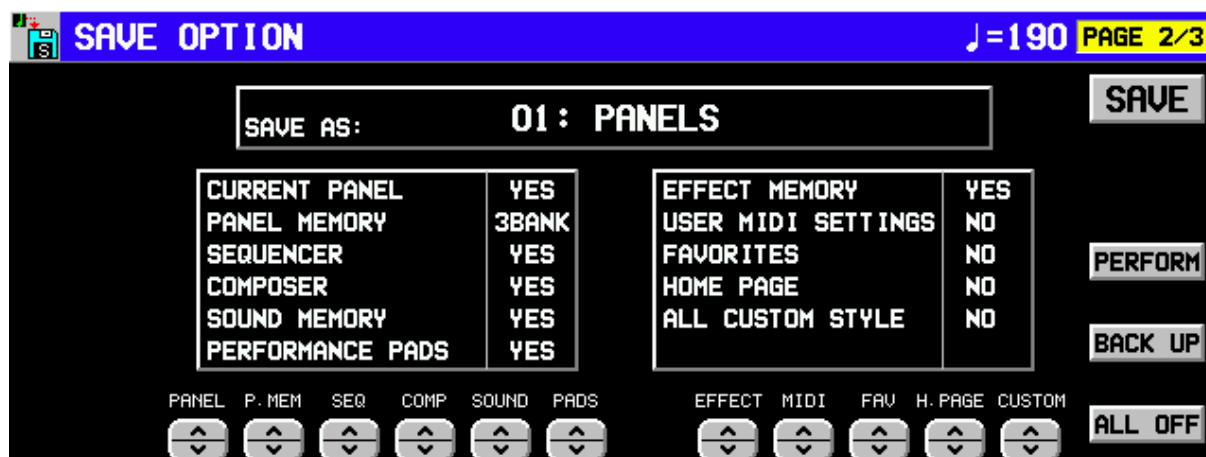 SAVE OPTION ♩=190 PAGE 2/3
SAVE
SAVE AS: 01: PANELS
CURRENT PANEL YES
PANEL MEMORY 3BANK
SEQUENCER YES
COMPOSER YES
SOUND MEMORY YES
PERFORMANCE PADS YES
EFFECT MEMORY YES
USER MIDI SETTINGS NO
FAVORITES NO
HOME PAGE NO
ALL CUSTOM STYLE NO
PERFORM
BACK UP
ALL OFF
PANEL P.MEM SEQ COMP SOUND PADS
EFFECT MIDI FAV H.PAGE CUSTOM